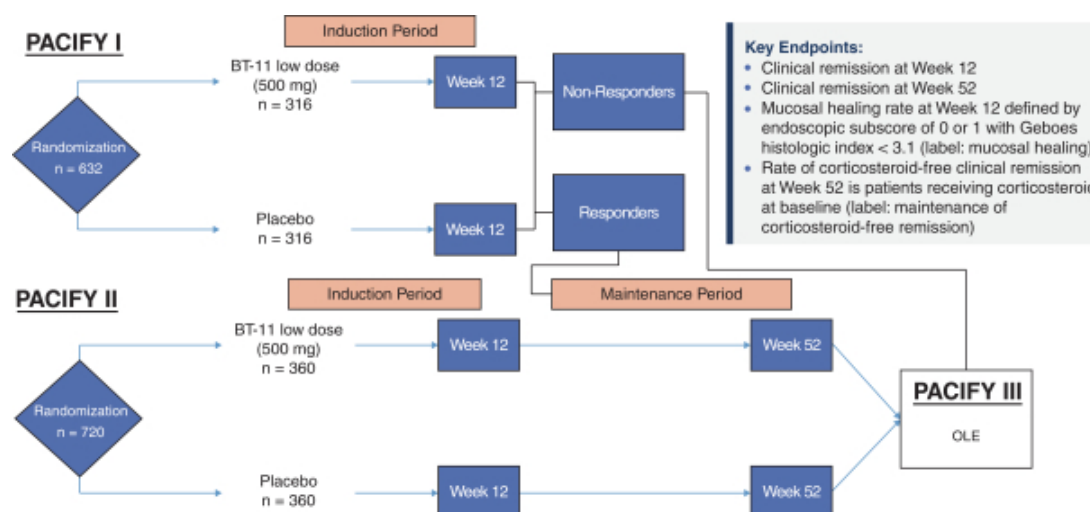 PACIFY I
Induction Period
BT-11 low dose
(500 mg)
n = 316
Week 12
Non-Responders
Randomization
n = 632
Placebo
n = 316
Week 12
Responders
Key Endpoints:
• Clinical remission at Week 12
• Clinical remission at Week 52
• Mucosal healing rate at Week 12 defined by
endoscopic subscore of 0 or 1 with Geboes
histologic index < 3.1 (label: mucosal healing)
• Rate of corticosteroid-free clinical remission
at Week 52 is patients receiving corticosteroid
at baseline (label: maintenance of
corticosteroid-free remission)
PACIFY II
Induction Period
Maintenance Period
BT-11 low dose
(500 mg)
n = 360
Week 12
Week 52
Randomization
n = 720
Placebo
n = 360
Week 12
Week 52
PACIFY III
OLE